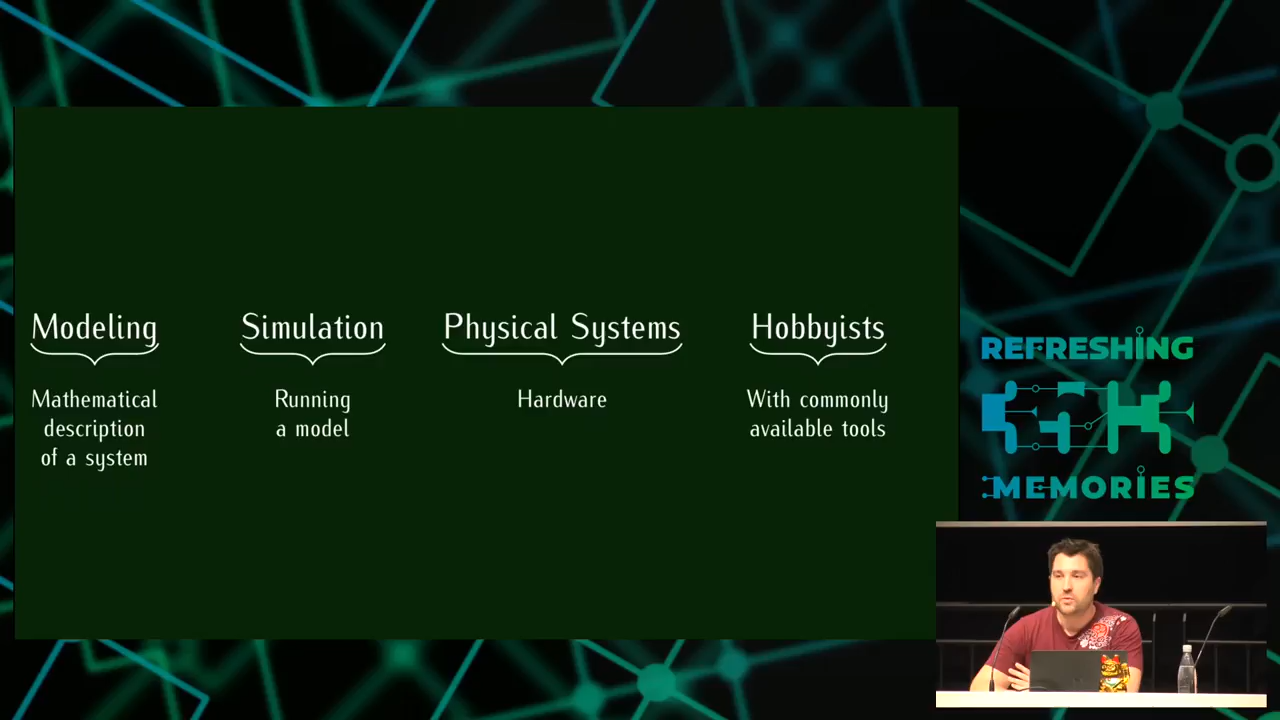 Modeling
Mathematical
description
of a system
Simulation
Running
a model
Physical Systems
Hardware
Hobbyists
With commonly
available tools
REFRESHING
MEMORIES